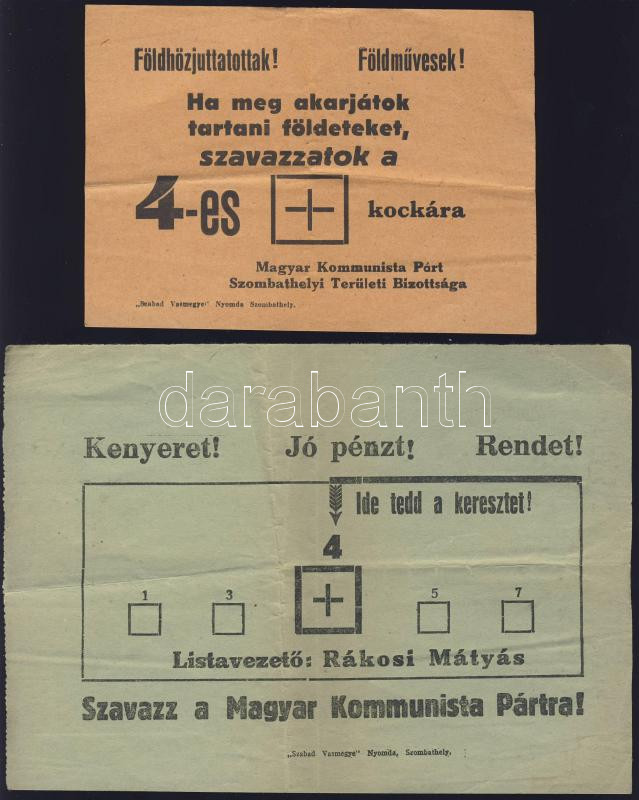 Földhözjuttatottak! Földművesek!
Ha meg akarjátok
tartani földeteket,
szavazzatok a
4-es + kockára
Magyar Kommunista Párt
Szombathelyi Területi Bizottsága
„Szabad Vasmegye" Nyomda Szombathely.
darabanth
Kenyeret! Jó pénzt! Rendet!
Ide tedd a keresztet!
4
1 3 + 5 7
Listavezető: Rákosi Mátyás
Szavazz a Magyar Kommunista Pártra!
„Szabad Vasmegye" Nyomda, Szombathely.